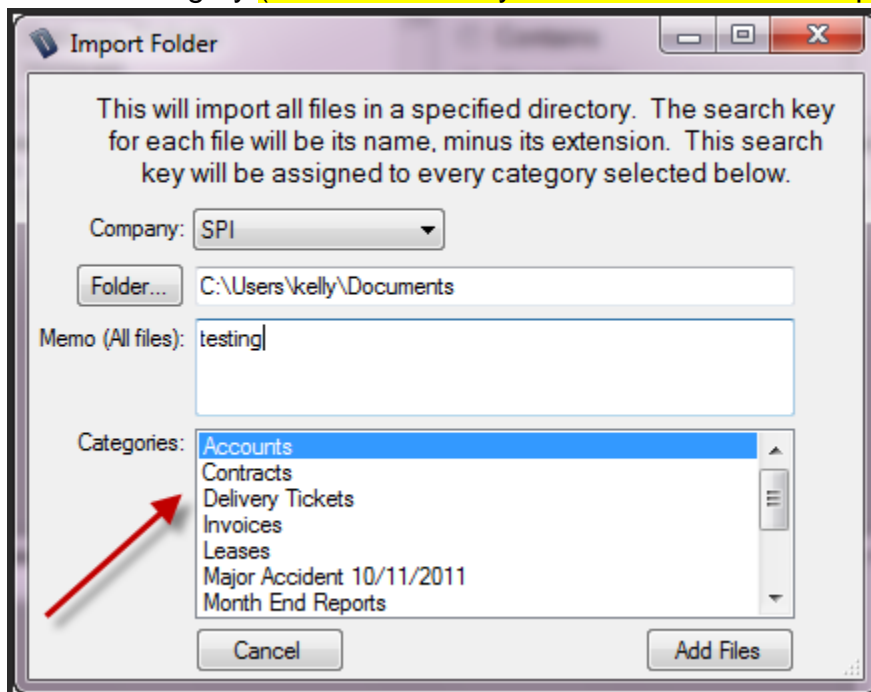 Import Folder
This will import all files in a specified directory. The search key
for each file will be its name, minus its extension. This search
key will be assigned to every category selected below.
Company: SPI
Folder... C:\Users\kelly\Documents
Memo (All files): testing
Categories: Accounts
Contracts
Delivery Tickets
Invoices
Leases
Major Accident 10/11/2011
Month End Reports
Cancel Add Files